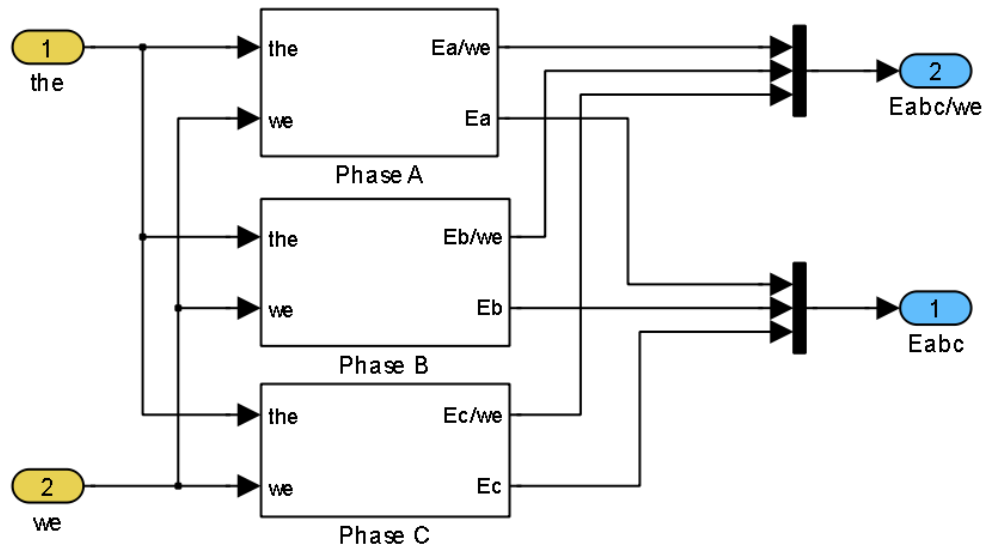 1
the
the
we
Ea/we
Ea
Phase A
2
Eabc/we
the
we
Eb/we
Eb
Phase B
1
Eabc
the
we
Ec/we
Ec
Phase C
2
we